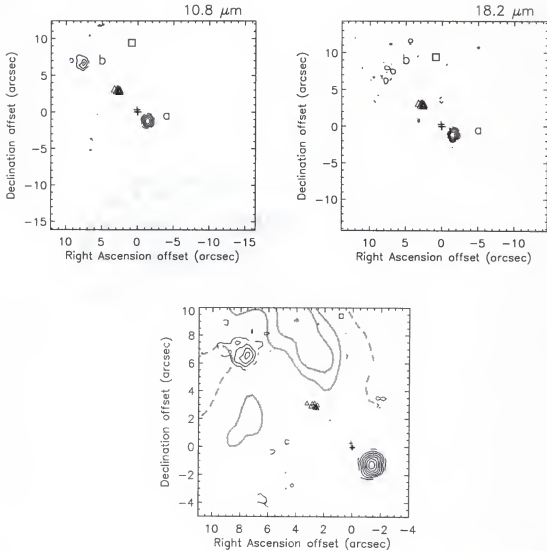 10.8 μm
10
5
0
-5
-10
-15
b
a
10 5 0 -5 -10 -15
Right Ascension offset (arcsec)
Declination offset (arcsec)
18.2 μm
10
5
0
-5
-10
b
a
10 5 0 -5 -10
Right Ascension offset (arcsec)
Declination offset (arcsec)
10
8
6
4
2
0
-2
-4
10 8 6 4 2 0 -2 -4
Right Ascension offset (arcsec)
Declination offset (arcsec)